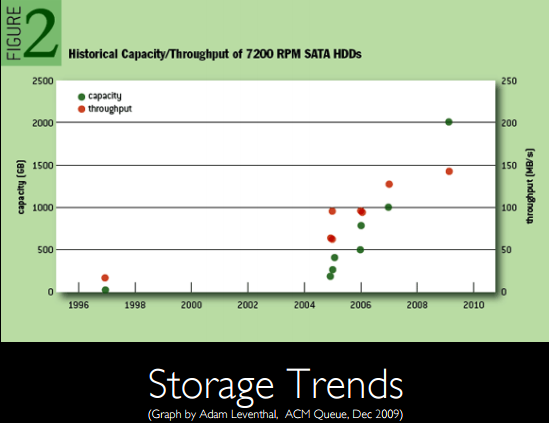 FIGURE 2
Historical Capacity/Throughput of 7200 RPM SATA HDDs
2500 250
capacity
throughput
2000 200
1500 150
capacity (GB) throughput (MB/s)
1000 100
500 50
0 0
1996 1998 2000 2002 2004 2006 2008 2010
Storage Trends
(Graph by Adam Leventhal, ACM Queue, Dec 2009)